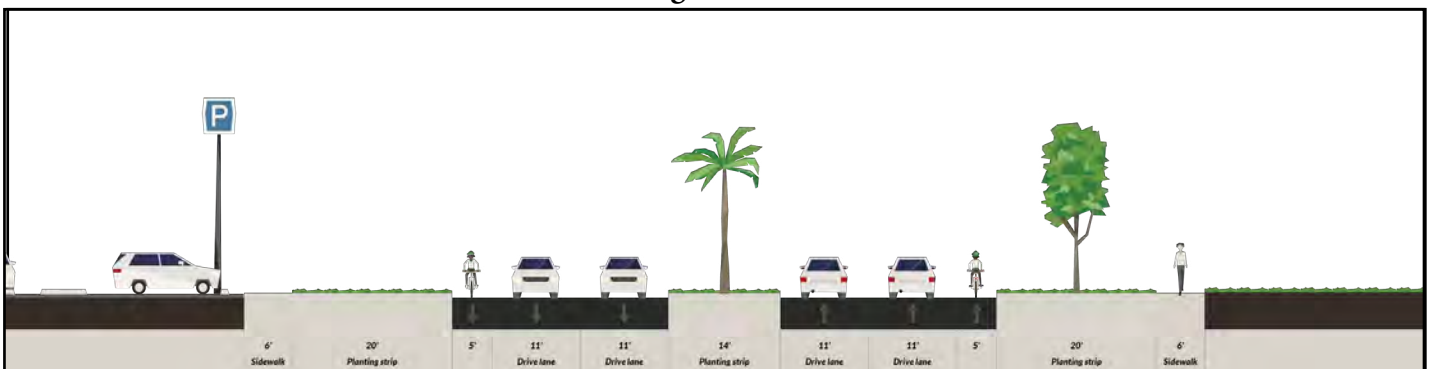 P
6'
Sidewalk
20'
Planting strip
5'
11'
Drive lane
11'
Drive lane
14'
Planting strip
11'
Drive lane
11'
Drive lane
5'
20'
Planting strip
6'
Sidewalk